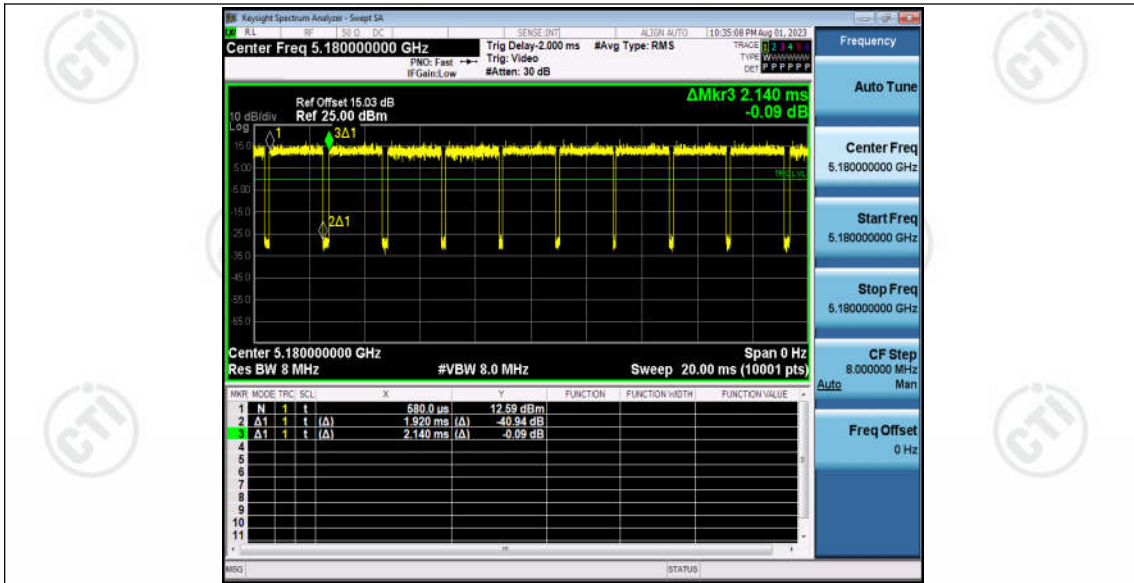 Keysight Spectrum Analyzer - Swept SA
RL RF 50 Ω DC SENSE:INT ALIGN AUTO 10:35:08 PM Aug 01, 2023
Center Freq 5.180000000 GHz Trig Delay-2.000 ms #Avg Type: RMS TRACE 1 2 3 4 5 6
PNO: Fast Trig: Video TYPE
IFGain:Low #Atten: 30 dB DET P P P P P P
Frequency
Auto Tune
Center Freq
5.180000000 GHz
Start Freq
5.180000000 GHz
Stop Freq
5.180000000 GHz
CF Step
8.000000 MHz
Auto Man
Freq Offset
0 Hz
ΔMkr3 2.140 ms
-0.09 dB
Ref Offset 15.03 dB
10 dB/div Ref 25.00 dBm
Log
1 3Δ1
15.0
5.00
TRIG LVL
-5.00
-15.0
2Δ1
-25.0
-35.0
-45.0
-55.0
-65.0
Center 5.180000000 GHz Span 0 Hz
Res BW 8 MHz #VBW 8.0 MHz Sweep 20.00 ms (10001 pts)
MKR MODE TRC SCL X Y FUNCTION FUNCTION WIDTH FUNCTION VALUE
1 N 1 t 580.0 us 12.59 dBm
2 Δ1 1 t (Δ) 1.920 ms (Δ) -40.94 dB
3 Δ1 1 t (Δ) 2.140 ms (Δ) -0.09 dB
4
5
6
7
8
9
10
11
MSG STATUS
CTI
CTI
CTI
CTI